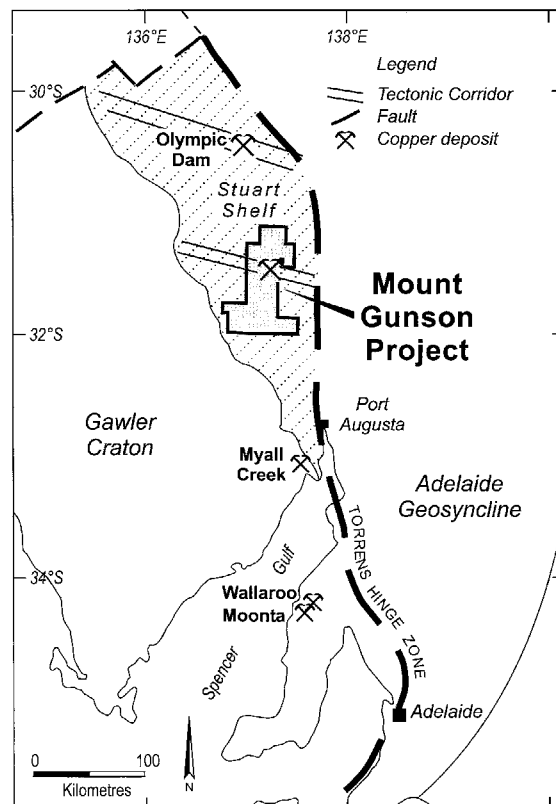 136°E
138°E
30°S
Legend
Tectonic Corridor
Fault
Copper deposit
Olympic
Dam
Stuart
Shelf
Mount
Gunson
Project
32°S
Port
Augusta
Gawler
Craton
Myall
Creek
Adelaide
Geosyncline
TORRENS HINGE ZONE
34°S
Gulf
Wallaroo
Moonta
Spencer
Adelaide
0
100
Kilometres
N